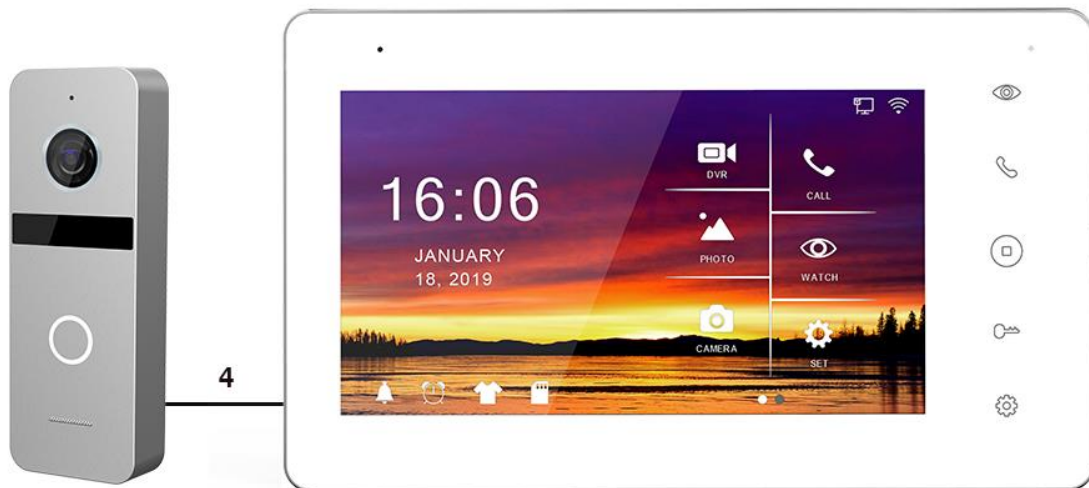 16:06
JANUARY
18, 2019
DVR
CALL
PHOTO
WATCH
CAMERA
SET
4